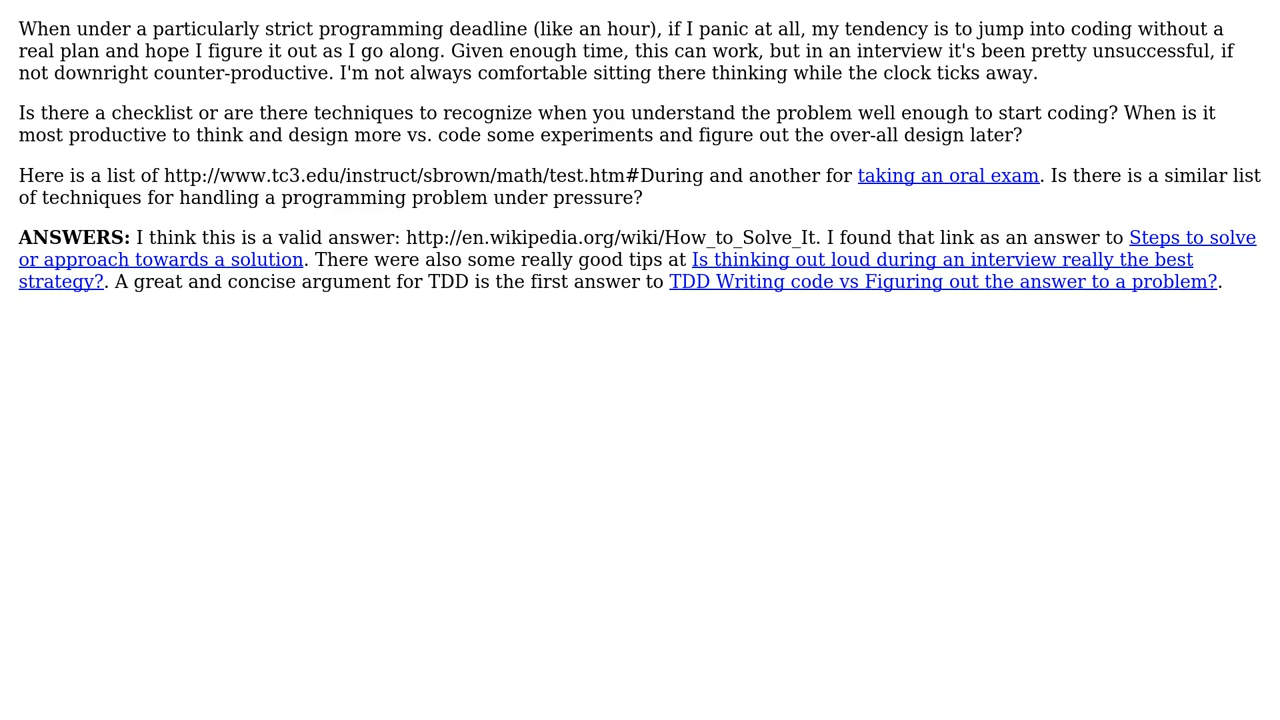 When under a particularly strict programming deadline (like an hour), if I panic at all, my tendency is to jump into coding without a
real plan and hope I figure it out as I go along. Given enough time, this can work, but in an interview it's been pretty unsuccessful, if
not downright counter-productive. I'm not always comfortable sitting there thinking while the clock ticks away.
Is there a checklist or are there techniques to recognize when you understand the problem well enough to start coding? When is it
most productive to think and design more vs. code some experiments and figure out the over-all design later?
Here is a list of http://www.tc3.edu/instruct/sbrown/math/test.htm#During and another for taking an oral exam. Is there is a similar list
of techniques for handling a programming problem under pressure?
ANSWERS: I think this is a valid answer: http://en.wikipedia.org/wiki/How_to_Solve_It. I found that link as an answer to Steps to solve
or approach towards a solution. There were also some really good tips at Is thinking out loud during an interview really the best
strategy?. A great and concise argument for TDD is the first answer to TDD Writing code vs Figuring out the answer to a problem?.